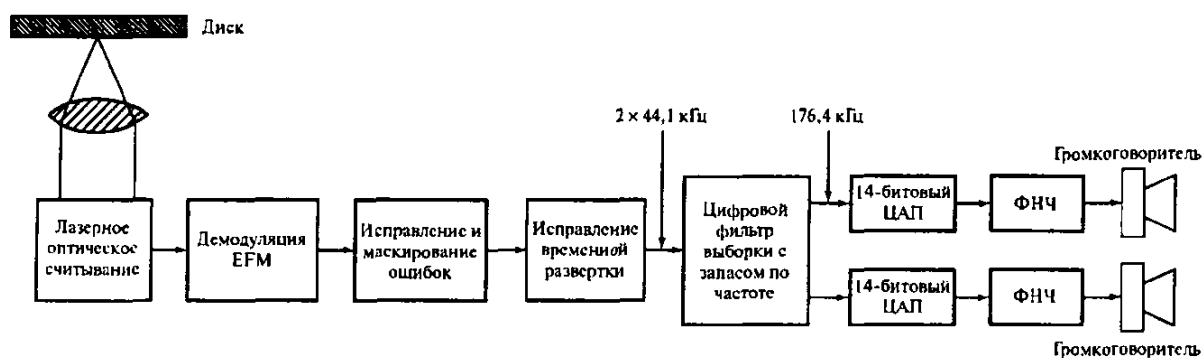 Диск
2 × 44,1 кГц
176,4 кГц
Громкоговоритель
Лазерное
оптическое
считывание
Демодуляция
EFM
Исправление и
маскирование
ошибок
Исправление
временной
развертки
Цифровой
фильтр
выборки с
запасом по
частоте
14-битовый
ЦАП
ФНЧ
14-битовый
ЦАП
ФНЧ
Громкоговоритель